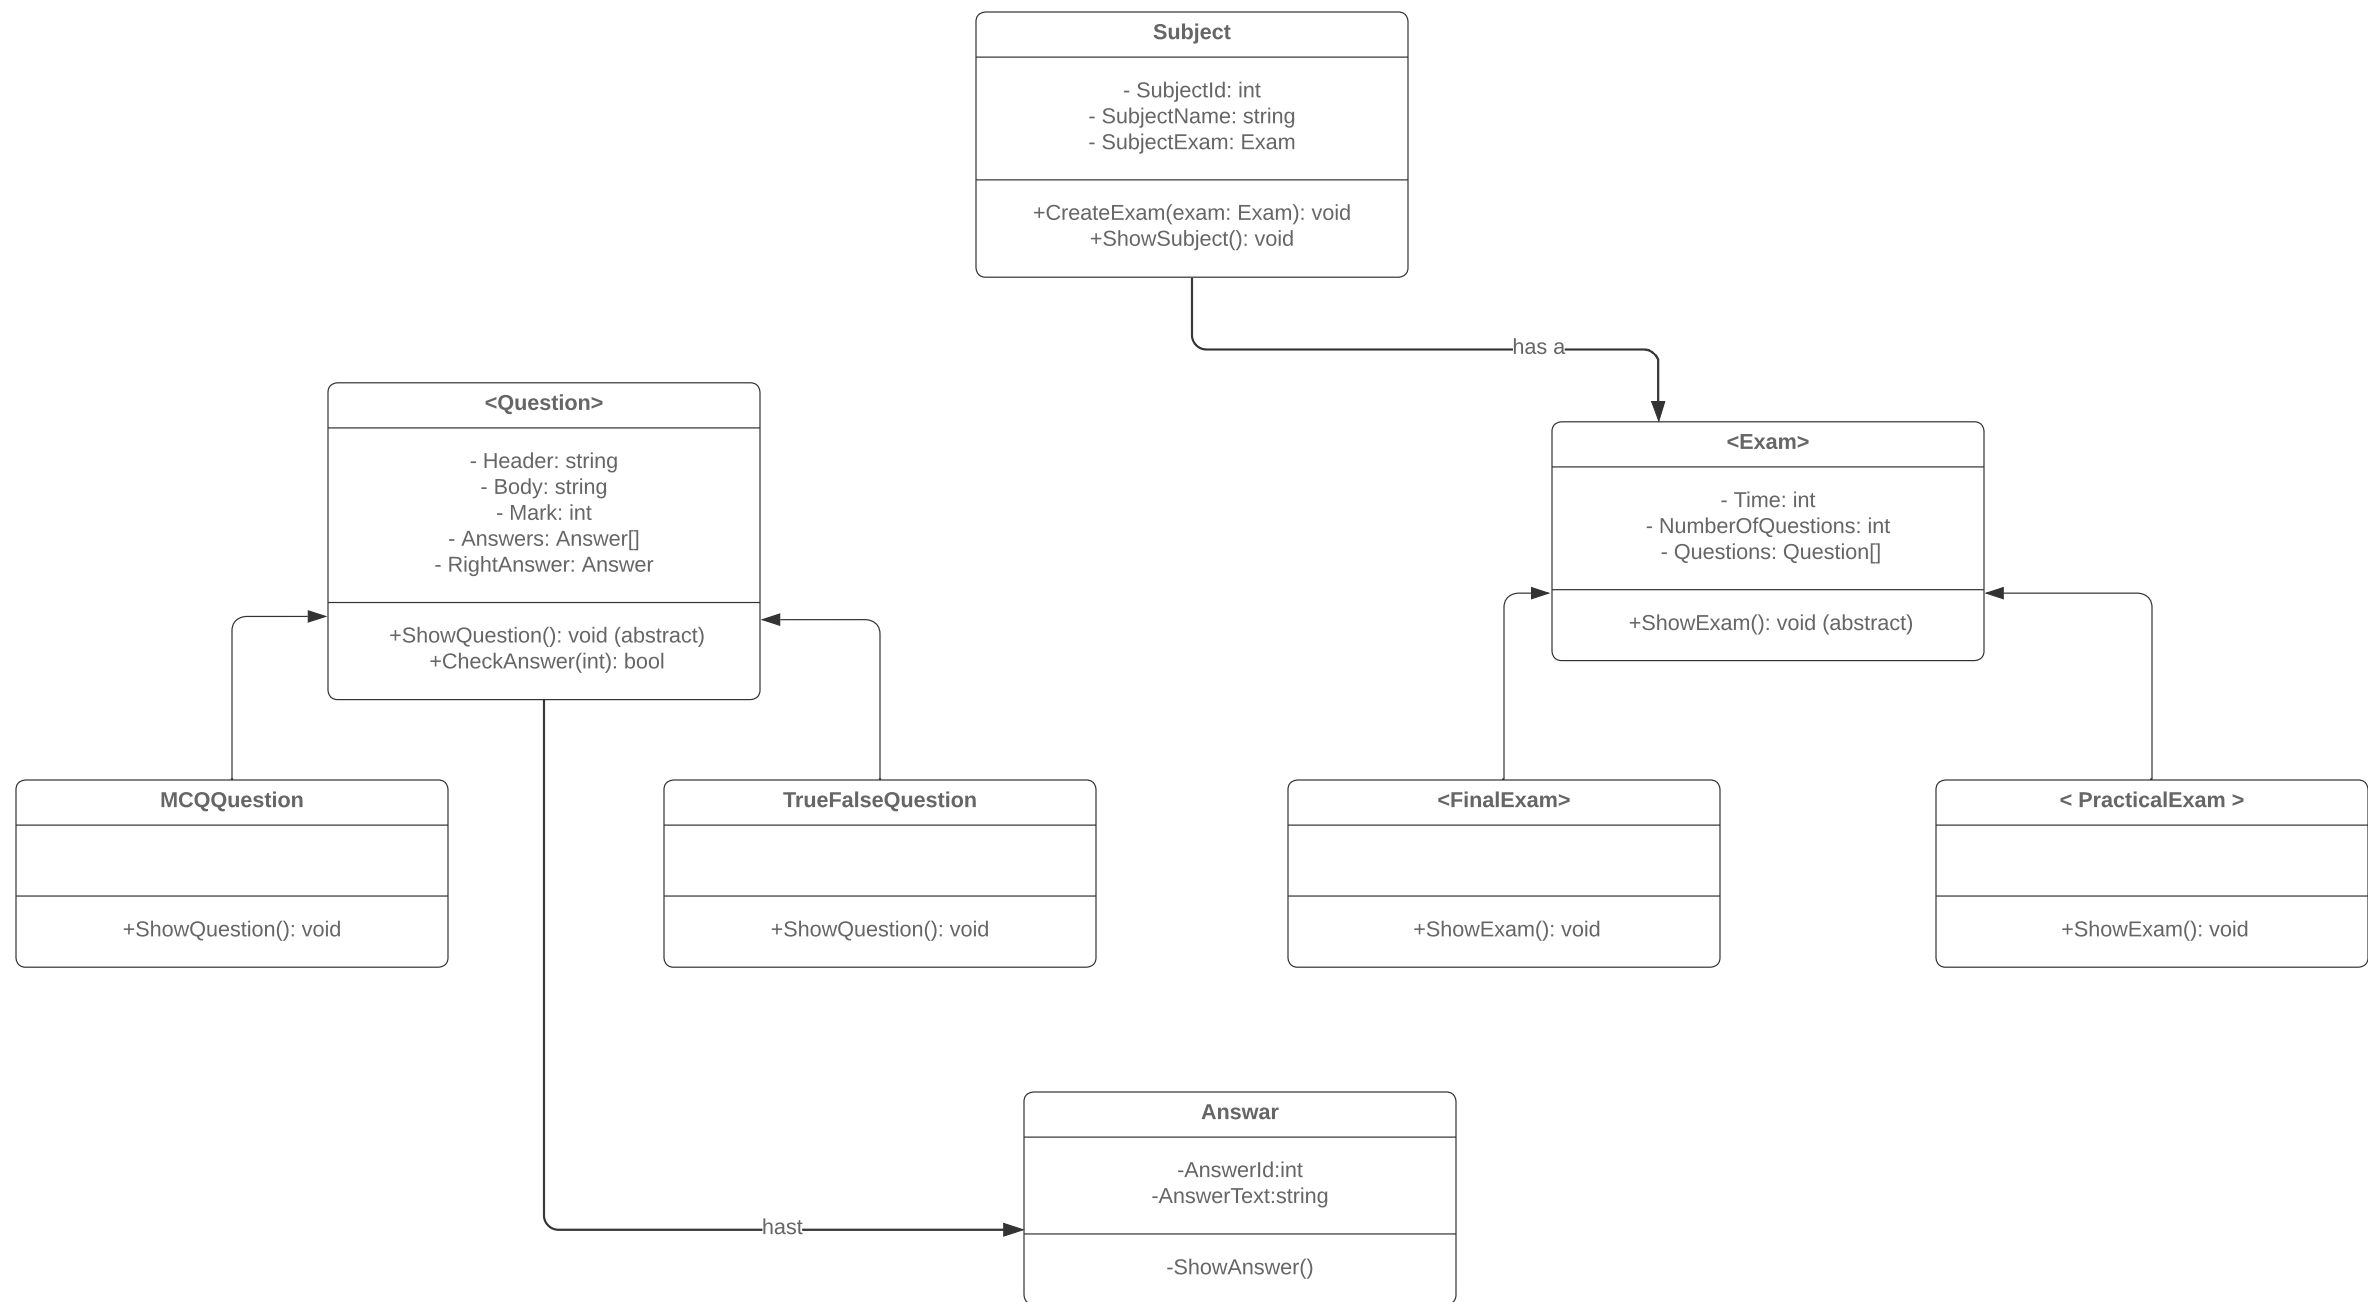 Subject
- SubjectId: int
- SubjectName: string
- SubjectExam: Exam
+CreateExam(exam: Exam): void
+ShowSubject(): void
has a
<Question>
- Header: string
- Body: string
- Mark: int
- Answers: Answer[]
- RightAnswer: Answer
+ShowQuestion(): void (abstract)
+CheckAnswer(int): bool
<Exam>
- Time: int
- NumberOfQuestions: int
- Questions: Question[]
+ShowExam(): void (abstract)
MCQQuestion
+ShowQuestion(): void
TrueFalseQuestion
+ShowQuestion(): void
<FinalExam>
+ShowExam(): void
< PracticalExam >
+ShowExam(): void
hast
Answar
-AnswerId:int
-AnswerText:string
-ShowAnswer()